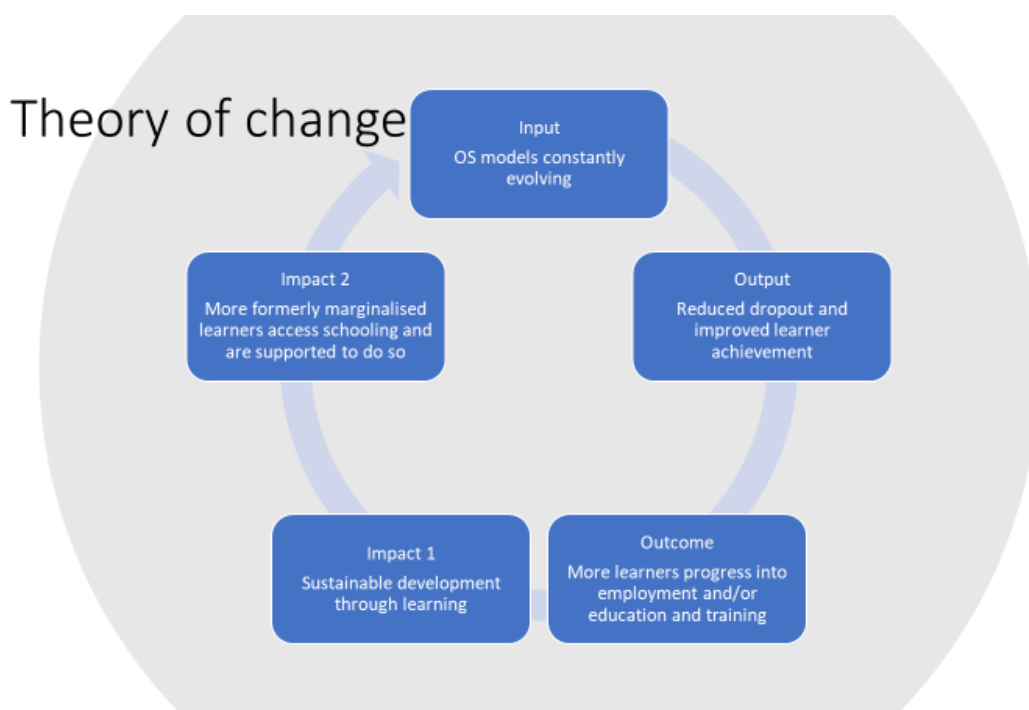 Theory of change
Input
OS models constantly
evolving
Output
Reduced dropout and
improved learner
achievement
Outcome
More learners progress into
employment and/or
education and training
Impact 1
Sustainable development
through learning
Impact 2
More formerly marginalised
learners access schooling and
are supported to do so